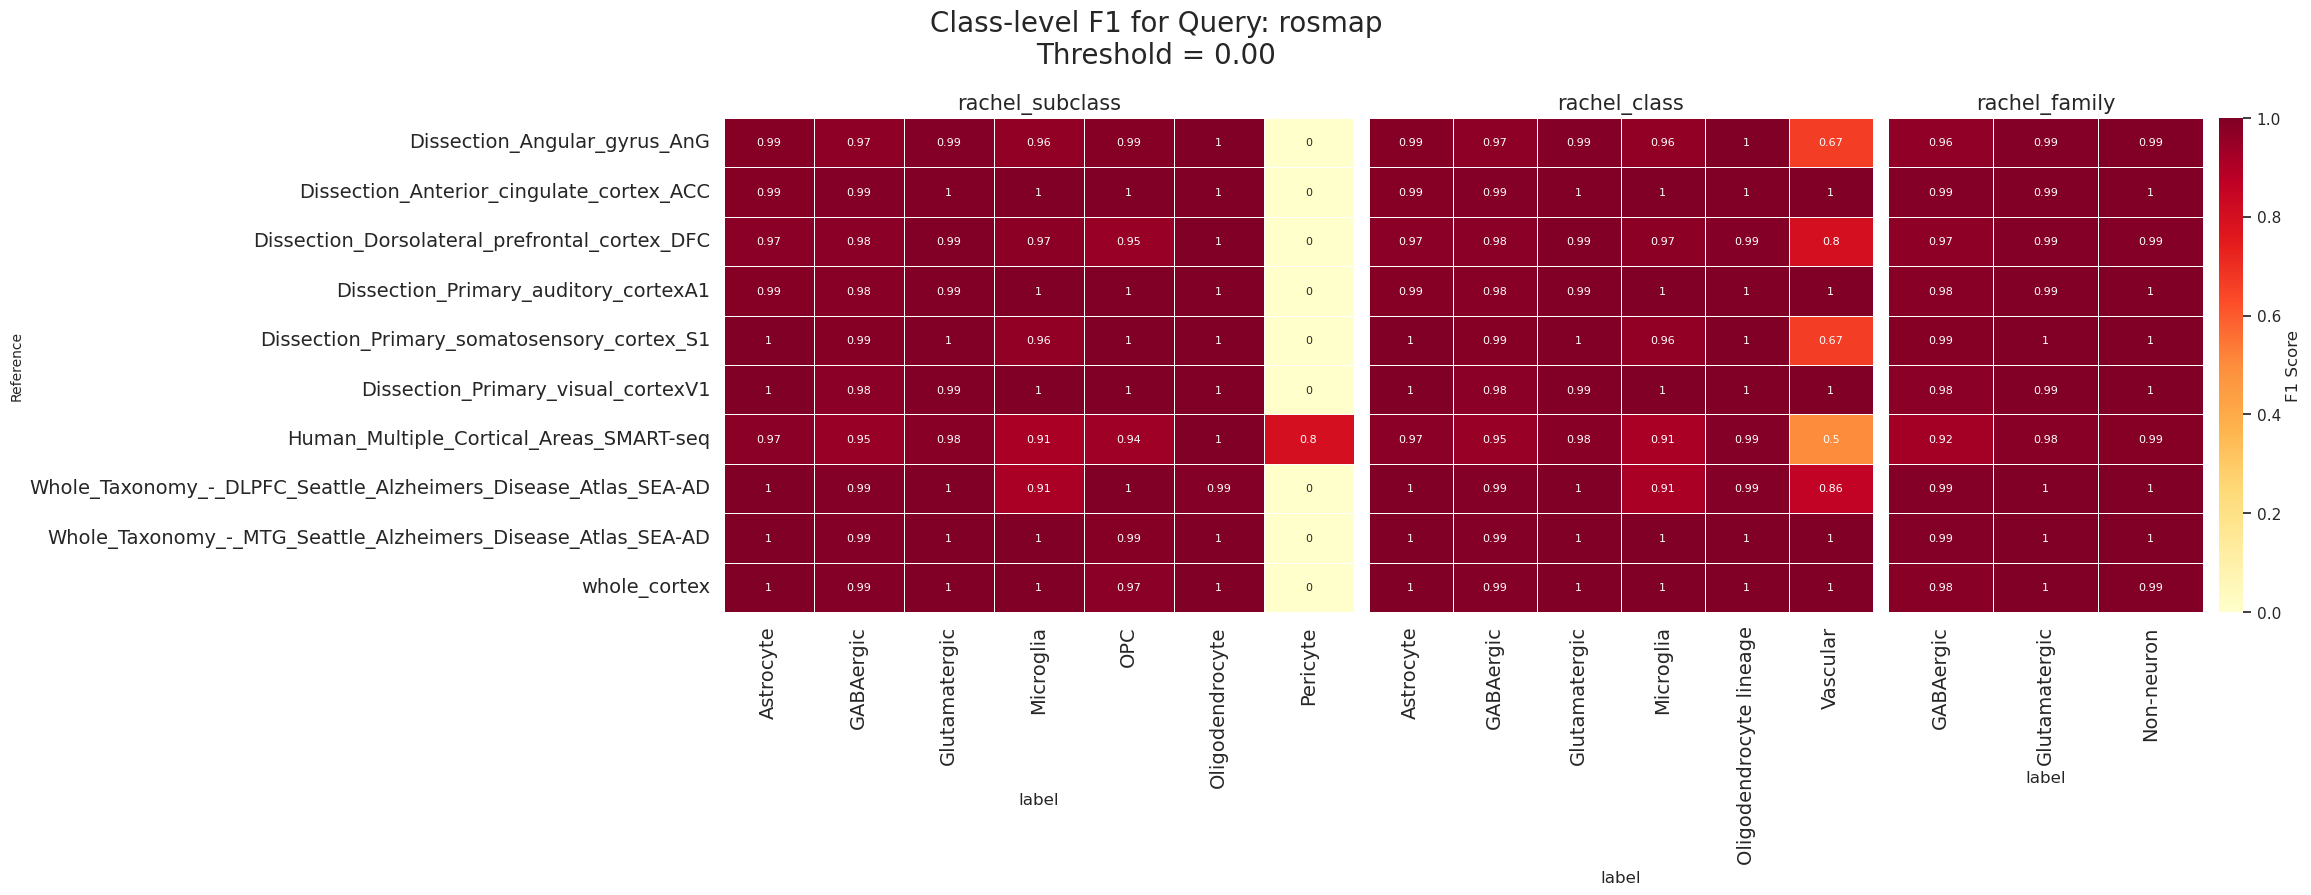 Class-level F1 for Query: rosmap
Threshold = 0.00
rachel_subclass rachel_class rachel_family
Dissection_Angular_gyrus_AnG 0.99 0.97 0.99 0.96 0.99 1 0 0.99 0.97 0.99 0.96 1 0.67 0.96 0.99 0.99
Dissection_Anterior_cingulate_cortex_ACC 0.99 0.99 1 1 1 1 0 0.99 0.99 1 1 1 1 0.99 0.99 1
Dissection_Dorsolateral_prefrontal_cortex_DFC 0.97 0.98 0.99 0.97 0.95 1 0 0.97 0.98 0.99 0.97 0.99 0.8 0.97 0.99 0.99
Dissection_Primary_auditory_cortexA1 0.99 0.98 0.99 1 1 1 0 0.99 0.98 0.99 1 1 1 0.98 0.99 1
Dissection_Primary_somatosensory_cortex_S1 1 0.99 1 0.96 1 1 0 1 0.99 1 0.96 1 0.67 0.99 1 1
Dissection_Primary_visual_cortexV1 1 0.98 0.99 1 1 1 0 1 0.98 0.99 1 1 1 0.98 0.99 1
Human_Multiple_Cortical_Areas_SMART-seq 0.97 0.95 0.98 0.91 0.94 1 0.8 0.97 0.95 0.98 0.91 0.99 0.5 0.92 0.98 0.99
Whole_Taxonomy_-_DLPFC_Seattle_Alzheimers_Disease_Atlas_SEA-AD 1 0.99 1 0.91 1 0.99 0 1 0.99 1 0.91 0.99 0.86 0.99 1 1
Whole_Taxonomy_-_MTG_Seattle_Alzheimers_Disease_Atlas_SEA-AD 1 0.99 1 1 0.99 1 0 1 0.99 1 1 1 1 0.99 1 1
whole_cortex 1 0.99 1 1 0.97 1 0 1 0.99 1 1 1 1 0.98 1 0.99
Reference
Astrocyte
GABAergic
Glutamatergic
Microglia
OPC
Oligodendrocyte
Pericyte
label
Astrocyte
GABAergic
Glutamatergic
Microglia
Oligodendrocyte lineage
Vascular
label
GABAergic
Glutamatergic
Non-neuron
label
1.0
0.8
0.6
0.4
0.2
0.0
F1 Score